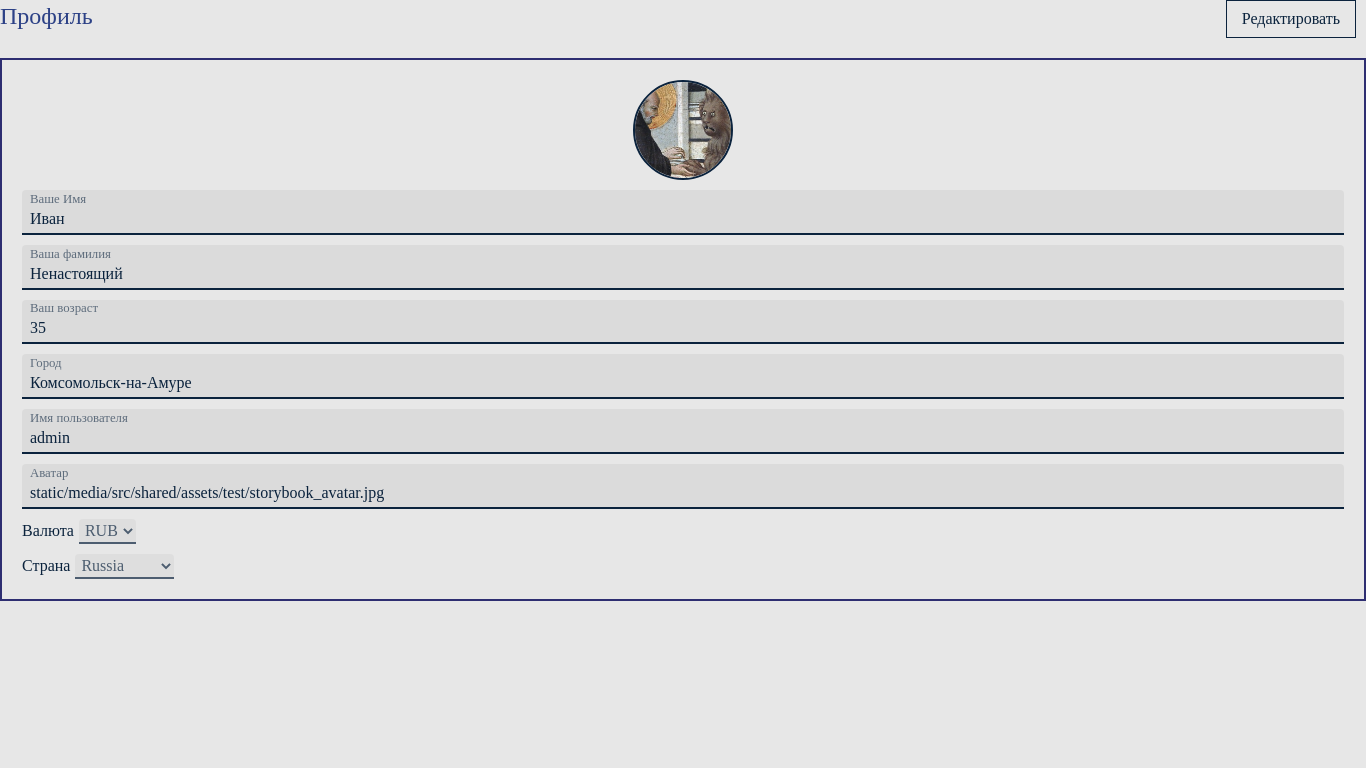 Профиль
Редактировать
Ваше Имя
Иван
Ваша фамилия
Ненастоящий
Ваш возраст
35
Город
Комсомольск-на-Амуре
Имя пользователя
admin
Аватар
static/media/src/shared/assets/test/storybook_avatar.jpg
Валюта RUB
Страна Russia